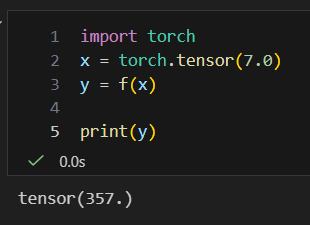 1 import torch
2 x = torch.tensor(7.0)
3 y = f(x)
4
5 print(y)
0.0s
tensor(357.)